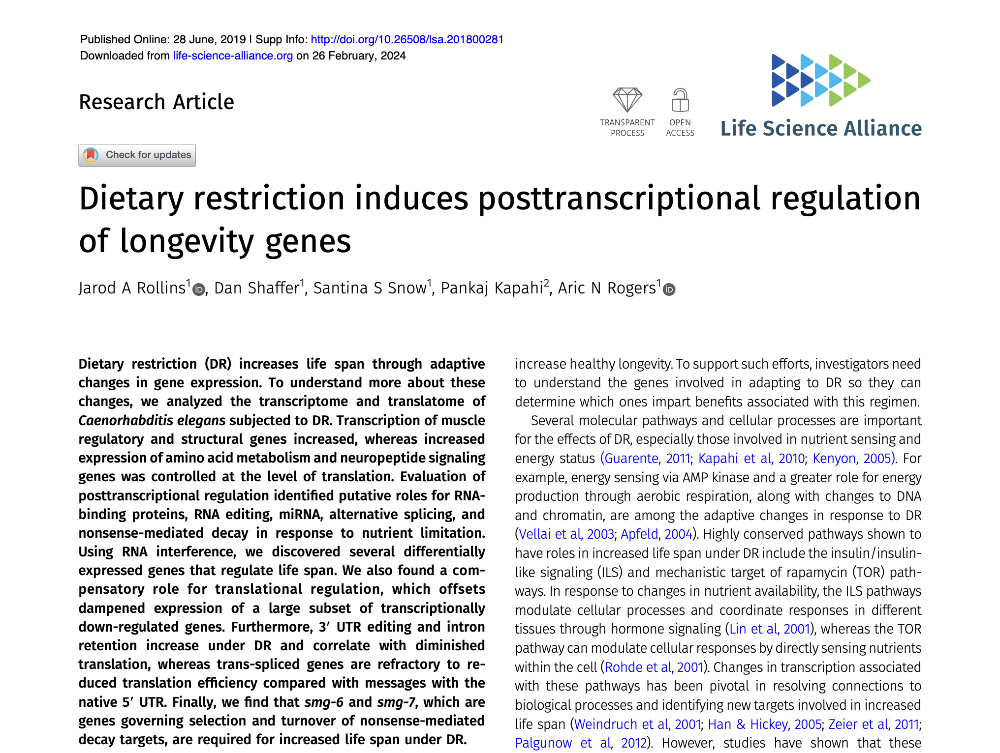 Published Online: 28 June, 2019 | Supp Info: http://doi.org/10.26508/lsa.201800281
Downloaded from life-science-alliance.org on 26 February, 2024
Research Article
TRANSPARENT
PROCESS
OPEN
ACCESS
Life Science Alliance
Check for updates
Dietary restriction induces posttranscriptional regulation
of longevity genes
Jarod A Rollins1 iD, Dan Shaffer1, Santina S Snow1, Pankaj Kapahi2, Aric N Rogers1 iD
Dietary restriction (DR) increases life span through adaptive
changes in gene expression. To understand more about these
changes, we analyzed the transcriptome and translatome of
Caenorhabditis elegans subjected to DR. Transcription of muscle
regulatory and structural genes increased, whereas increased
expression of amino acid metabolism and neuropeptide signaling
genes was controlled at the level of translation. Evaluation of
posttranscriptional regulation identified putative roles for RNA-
binding proteins, RNA editing, miRNA, alternative splicing, and
nonsense-mediated decay in response to nutrient limitation.
Using RNA interference, we discovered several differentially
expressed genes that regulate life span. We also found a com-
pensatory role for translational regulation, which offsets
dampened expression of a large subset of transcriptionally
down-regulated genes. Furthermore, 3′ UTR editing and intron
retention increase under DR and correlate with diminished
translation, whereas trans-spliced genes are refractory to re-
duced translation efficiency compared with messages with the
native 5′ UTR. Finally, we find that smg-6 and smg-7, which are
genes governing selection and turnover of nonsense-mediated
decay targets, are required for increased life span under DR.
increase healthy longevity. To support such efforts, investigators need
to understand the genes involved in adapting to DR so they can
determine which ones impart benefits associated with this regimen.
Several molecular pathways and cellular processes are important
for the effects of DR, especially those involved in nutrient sensing and
energy status (Guarente, 2011; Kapahi et al, 2010; Kenyon, 2005). For
example, energy sensing via AMP kinase and a greater role for energy
production through aerobic respiration, along with changes to DNA
and chromatin, are among the adaptive changes in response to DR
(Vellai et al, 2003; Apfeld, 2004). Highly conserved pathways shown to
have roles in increased life span under DR include the insulin/insulin-
like signaling (ILS) and mechanistic target of rapamycin (TOR) path-
ways. In response to changes in nutrient availability, the ILS pathways
modulate cellular processes and coordinate responses in different
tissues through hormone signaling (Lin et al, 2001), whereas the TOR
pathway can modulate cellular responses by directly sensing nutrients
within the cell (Rohde et al, 2001). Changes in transcription associated
with these pathways has been pivotal in resolving connections to
biological processes and identifying new targets involved in increased
life span (Weindruch et al, 2001; Han & Hickey, 2005; Zeier et al, 2011;
Palgunow et al, 2012). However, studies have shown that these